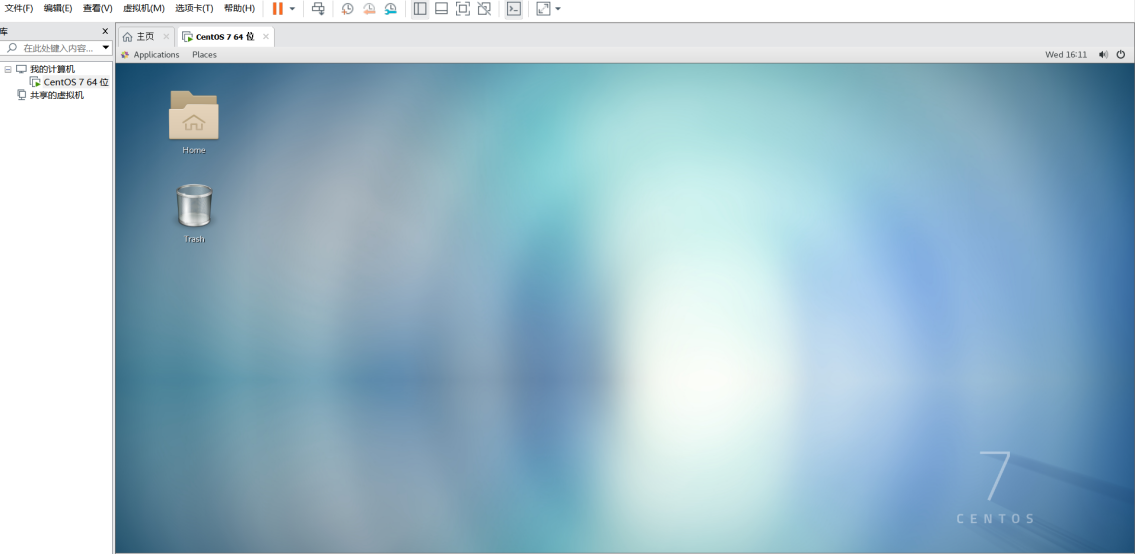 文件(F) 编辑(E) 查看(V) 虚拟机(M) 选项卡(T) 帮助(H)
库 x
在此处键入内容...
主页 × CentOS 7 64 位 ×
Applications Places Wed 16:11
我的计算机
CentOS 7 64 位
共享的虚拟机
Home
Trash
7
CENTOS